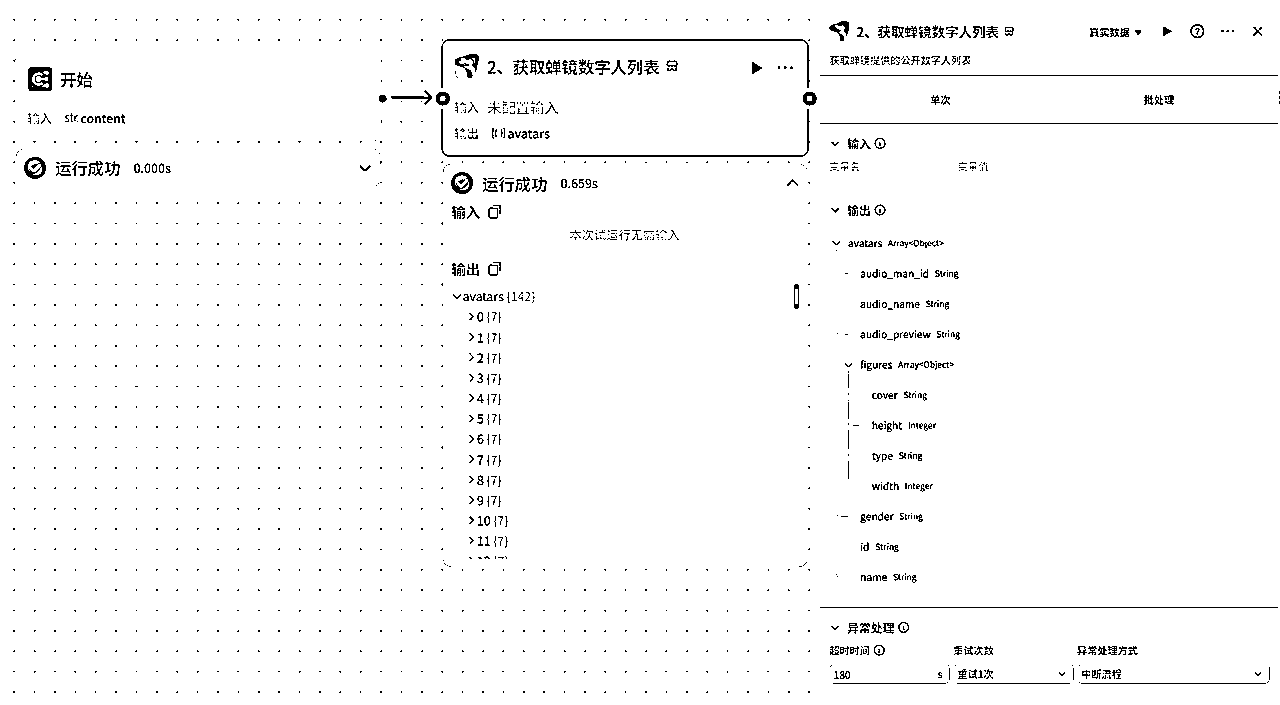 开始
输入 str.content
运行成功 0.000s
2、获取蝉镜数字人列表
输入 未配置输入
输出 avatars
运行成功 0.659s
输入
本次试运行无需输入
输出
avatars {142}
0 {7}
1 {7}
2 {7}
3 {7}
4 {7}
5 {7}
6 {7}
7 {7}
8 {7}
9 {7}
10 {7}
11 {7}
2、获取蝉镜数字人列表 真实数据
获取蝉镜提供的公开数字人列表
单次 批处理
输入
变量名 变量值
输出
avatars Array<Object>
audio_man_id String
audio_name String
audio_preview String
figures Array<Object>
cover String
height Integer
type String
width Integer
gender String
id String
name String
异常处理
超时时间 重试次数 异常处理方式
180 s 重试1次 中断流程